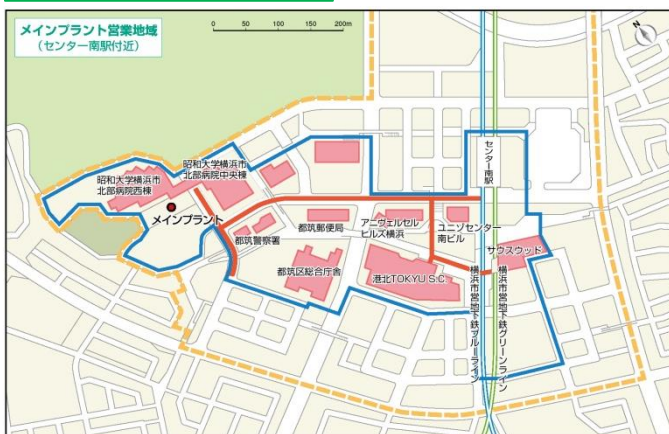 メインプラント営業地域
（センター南駅付近）
0 50 100 150 200m
N
センター南駅
昭和大学横浜市
北部病院西棟
昭和大学横浜市
北部病院中央棟
メインプラント
都筑警察署
都筑郵便局
アニヴェルセル
ヒルズ横浜
ユニゾセンター
南ビル
サウスウッド
都筑区総合庁舎
港北TOKYU S.C.
横浜市営地下鉄ブルーライン
横浜市営地下鉄グリーンライン